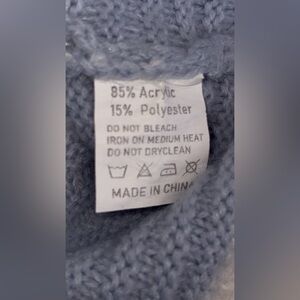 85% Acrylic
15% Polyester
DO NOT BLEACH
IRON ON MEDIUM HEAT
DO NOT DRYCLEAN
MADE IN CHINA